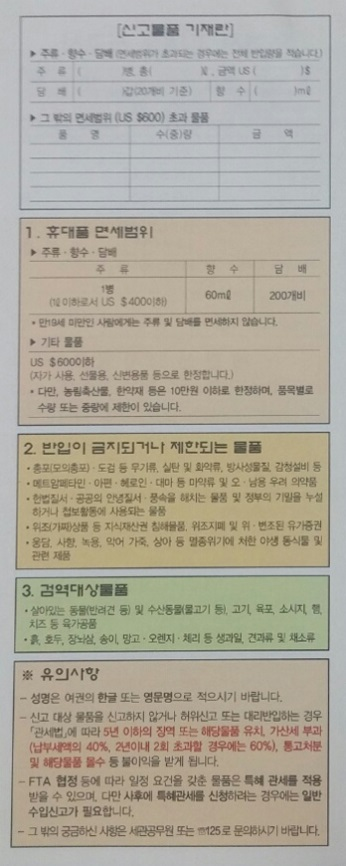 [신고물품 기재란]
▶ 주류·향수·담배 (면세범위가 초과되는 경우에는 전체 반입량을 적습니다.)
주 류 ( )병, 총( )ℓ, 금액 US ( )$
담 배 ( )갑(20개비 기준) 향 수 ( )㎖
▶ 그 밖의 면세범위 (US $600) 초과 물품
품 명 수(중)량 금 액
1. 휴대품 면세범위
▶ 주류·향수·담배
주 류 향 수 담 배
1병
(1ℓ 이하로서 US $400이하) 60㎖ 200개비
• 만19세 미만인 사람에게는 주류 및 담배를 면세하지 않습니다.
▶ 기타 물품
US $600이하
(자가 사용, 선물용, 신변용품 등으로 한정합니다.)
• 다만, 농림축산물, 한약재 등은 10만원 이하로 한정하며, 품목별로
수량 또는 중량에 제한이 있습니다.
2. 반입이 금지되거나 제한되는 물품
• 총포(모의총포)·도검 등 무기류, 실탄 및 화약류, 방사성물질, 감청설비 등
• 메트암페타민·아편·헤로인·대마 등 마약류 및 오·남용 우려 의약품
• 헌법질서·공공의 안녕질서·풍속을 해치는 물품 및 정부의 기밀을 누설
하거나 첩보활동에 사용되는 물품
• 위조(가짜)상품 등 지식재산권 침해물품, 위조지폐 및 위·변조된 유가증권
• 웅담, 사향, 녹용, 악어 가죽, 상아 등 멸종위기에 처한 야생 동식물 및
관련 제품
3. 검역대상물품
• 살아있는 동물(반려견 등) 및 수산동물(물고기 등), 고기, 육포, 소시지, 햄,
치즈 등 육가공품
• 흙, 호두, 장뇌삼, 송이, 망고·오렌지·체리 등 생과일, 견과류 및 채소류
※ 유의사항
- 성명은 여권의 한글 또는 영문명으로 적으시기 바랍니다.
- 신고 대상 물품을 신고하지 않거나 허위신고 또는 대리반입하는 경우
「관세법」에 따라 5년 이하의 징역 또는 해당물품 유치, 가산세 부과
(납부세액의 40%, 2년이내 2회 초과할 경우에는 60%), 통고처분
및 해당물품 몰수 등 불이익을 받게 됩니다.
- FTA 협정 등에 따라 일정 요건을 갖춘 물품은 특혜 관세를 적용
받을 수 있으며, 다만 사후에 특혜관세를 신청하려는 경우에는 일반
수입신고가 필요합니다.
- 그 밖의 궁금하신 사항은 세관공무원 또는 ☏125로 문의하시기 바랍니다.